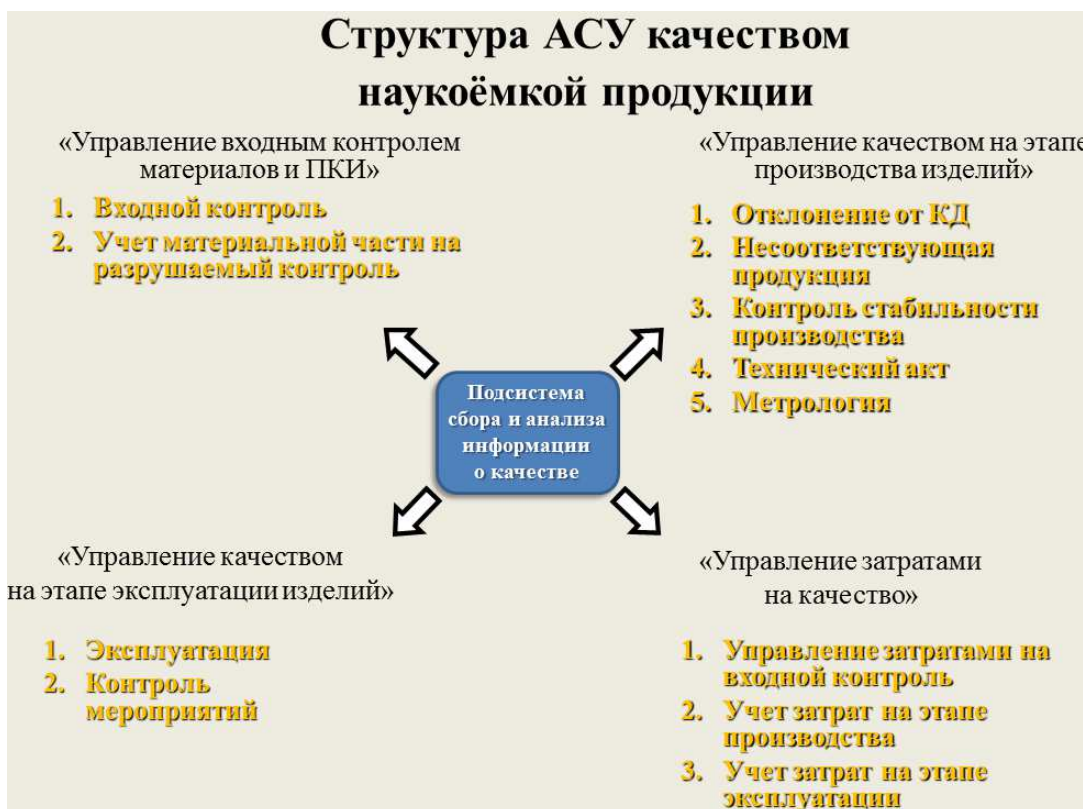 Структура АСУ качеством
наукоёмкой продукции
«Управление входным контролем
материалов и ПКИ»
1. Входной контроль
2. Учет материальной части на
разрушаемый контроль
«Управление качеством на этапе
производства изделий»
1. Отклонение от КД
2. Несоответствующая
продукция
3. Контроль стабильности
производства
4. Технический акт
5. Метрология
Подсистема
сбора и анализа
информации
о качестве
«Управление качеством
на этапе эксплуатации изделий»
1. Эксплуатация
2. Контроль
мероприятий
«Управление затратами
на качество»
1. Управление затратами на
входной контроль
2. Учет затрат на этапе
производства
3. Учет затрат на этапе
эксплуатации